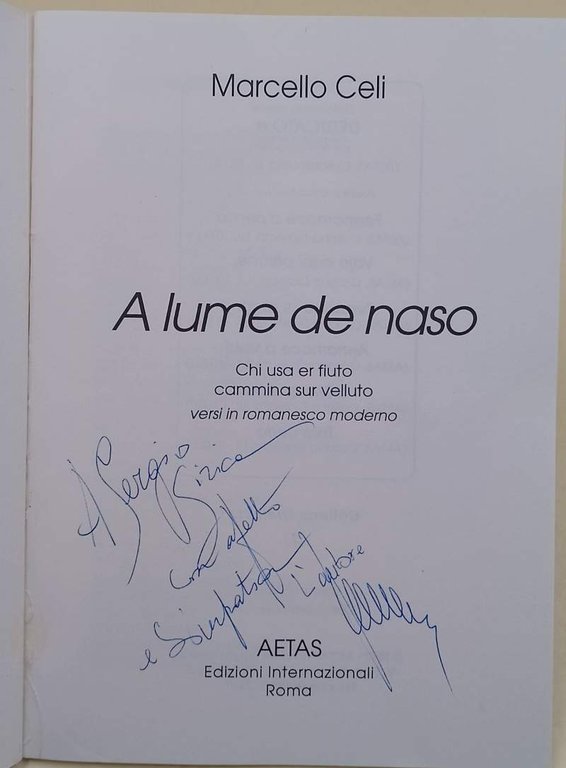 Marcello Celi
A lume de naso
Chi usa er fiuto
cammina sur velluto
versi in romanesco moderno
A Sergio
con affetto
e Simpatia L'autore
AETAS
Edizioni Internazionali
Roma